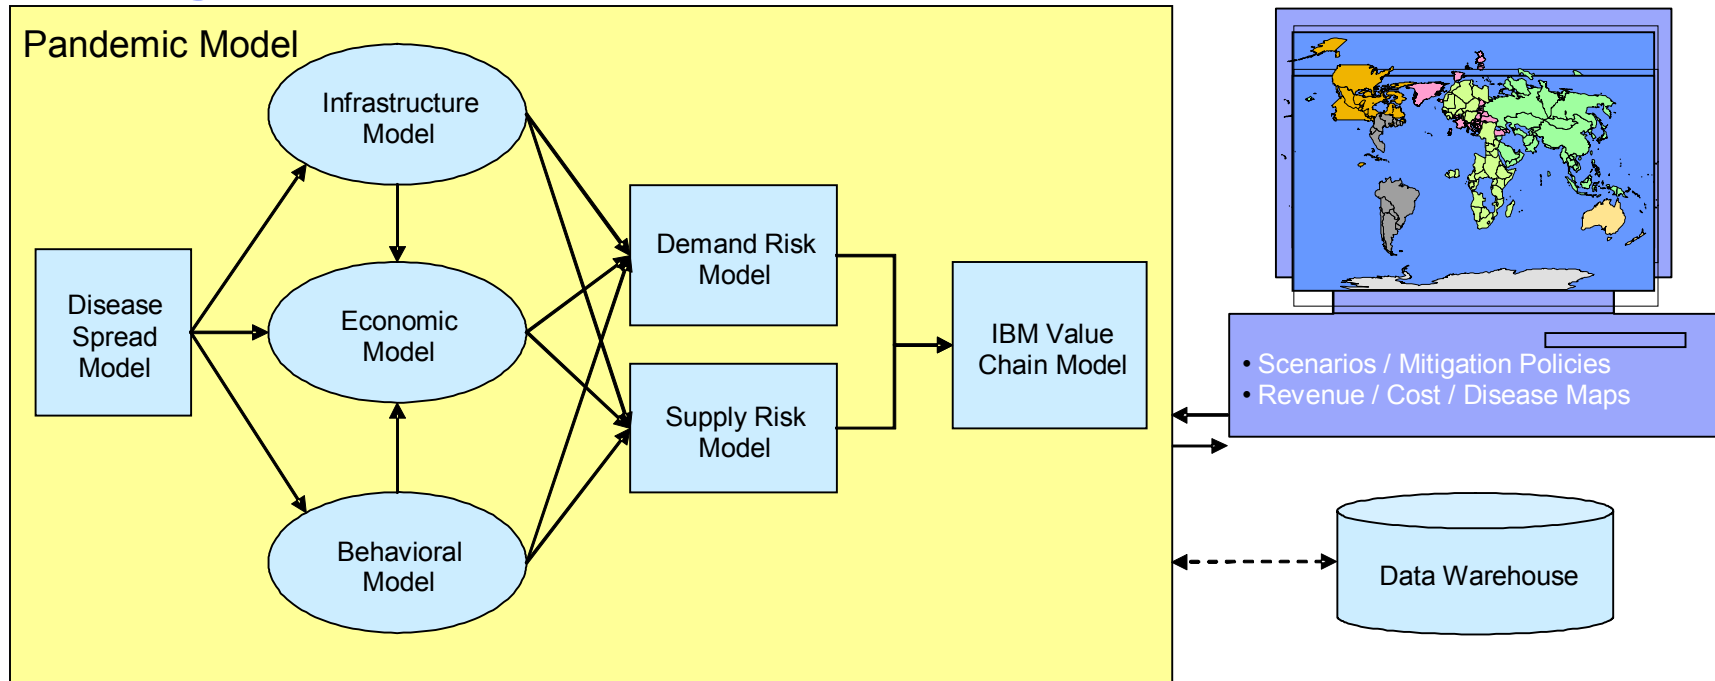 Pandemic Model
Infrastructure
Model
Disease
Spread
Model
Economic
Model
Behavioral
Model
Demand Risk
Model
Supply Risk
Model
IBM Value
Chain Model
• Scenarios / Mitigation Policies
• Revenue / Cost / Disease Maps
Data Warehouse